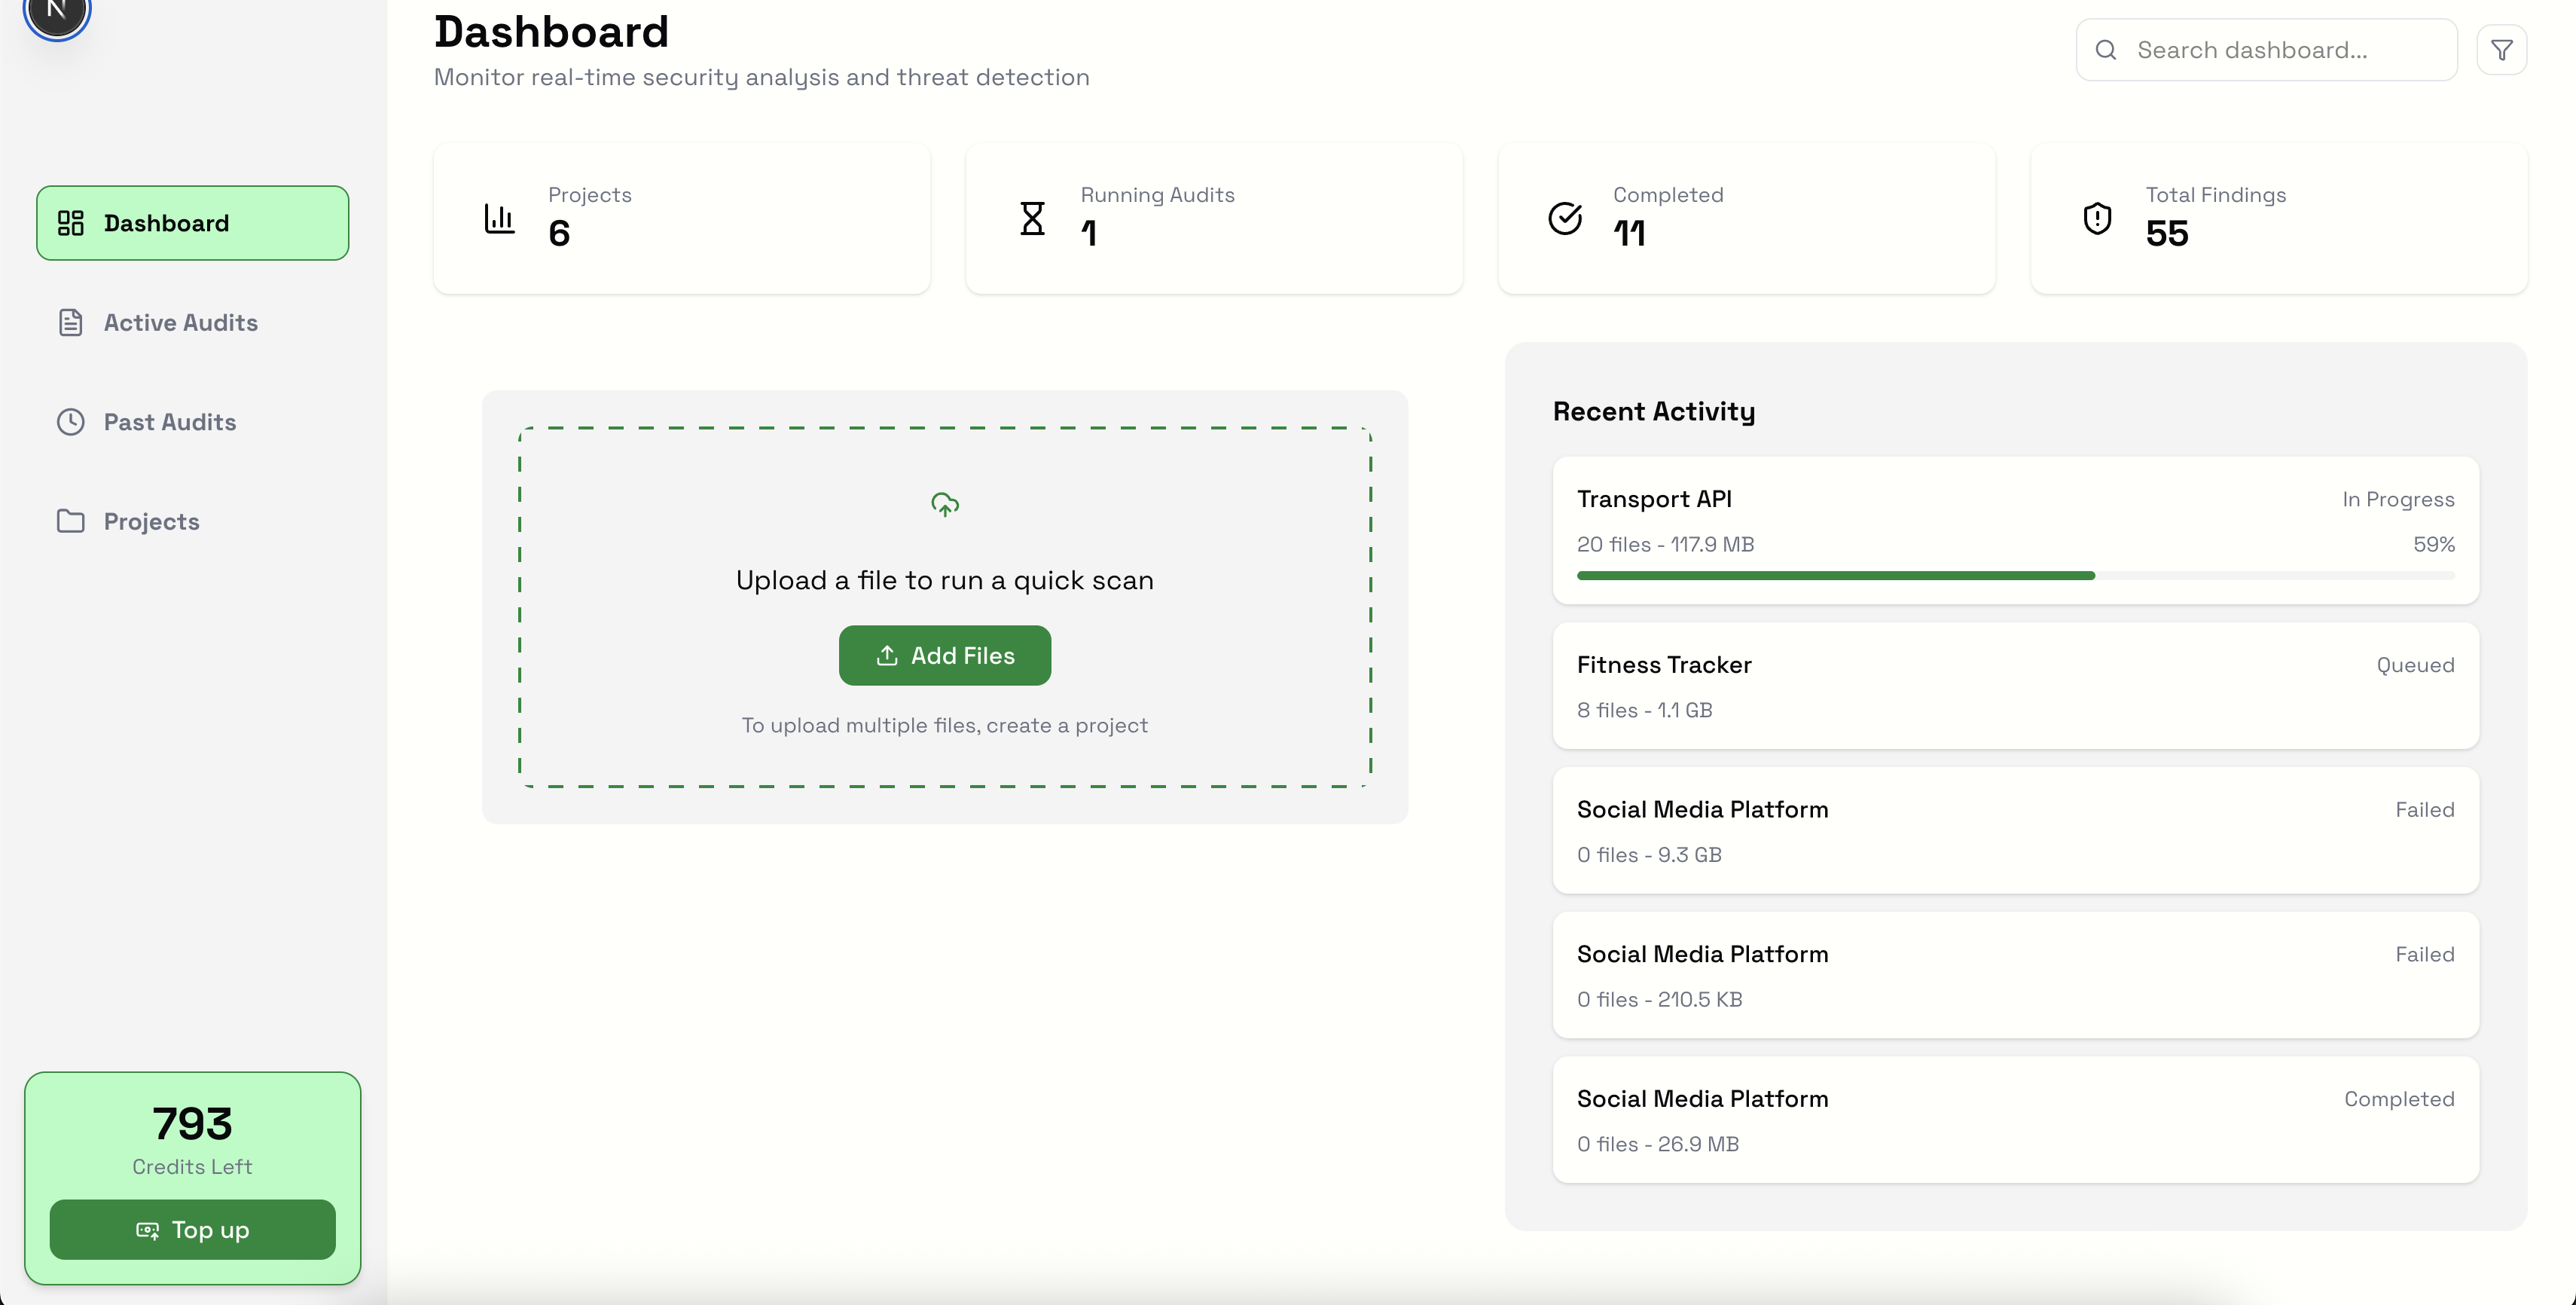 N
Dashboard
Monitor real-time security analysis and threat detection
Search dashboard...
Dashboard
Active Audits
Past Audits
Projects
793
Credits Left
Top up
Projects
6
Running Audits
1
Completed
11
Total Findings
55
Upload a file to run a quick scan
Add Files
To upload multiple files, create a project
Recent Activity
Transport API In Progress
20 files - 117.9 MB 59%
Fitness Tracker Queued
8 files - 1.1 GB
Social Media Platform Failed
0 files - 9.3 GB
Social Media Platform Failed
0 files - 210.5 KB
Social Media Platform Completed
0 files - 26.9 MB